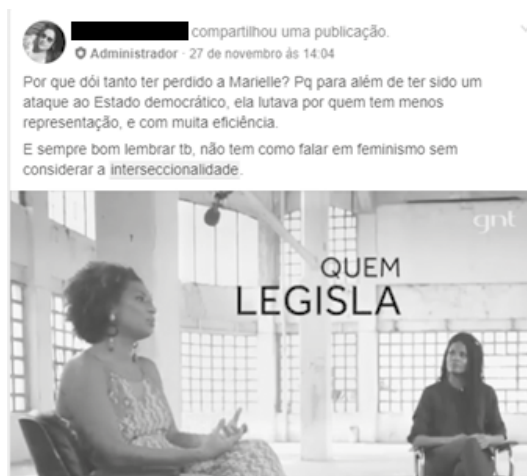 compartilhou uma publicação.
Administrador · 27 de novembro às 14:04
Por que dói tanto ter perdido a Marielle? Pq para além de ter sido um
ataque ao Estado democrático, ela lutava por quem tem menos
representação, e com muita eficiência.
E sempre bom lembrar tb, não tem como falar em feminismo sem
considerar a interseccionalidade.
gnt
QUEM
LEGISLA